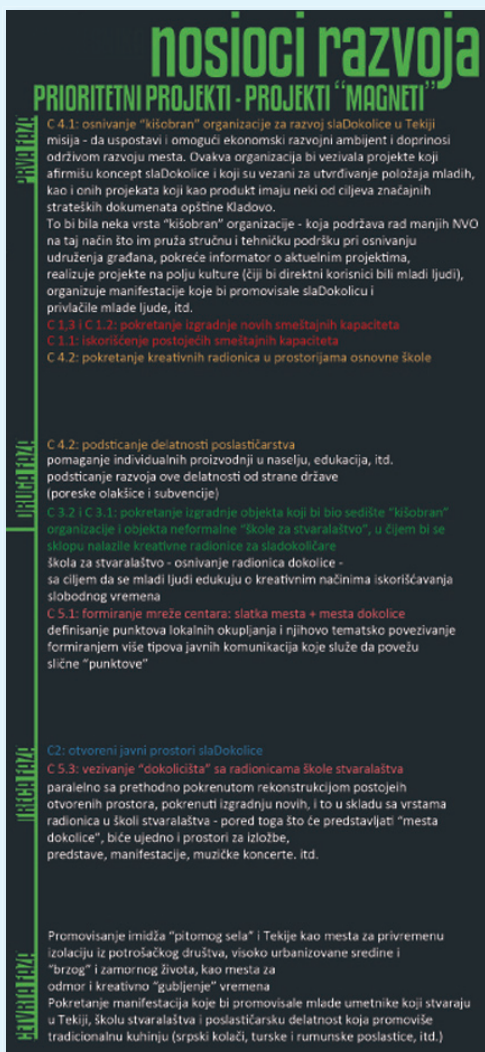 nosioci razvoja
PRIORITETNI PROJEKTI - PROJEKTI "MAGNETI"
PRVA FAZA
C 4.1: osnivanje "kišobran" organizacije za razvoj slaDokolice u Tekiji
misija - da uspostavi i omogući ekonomski razvojni ambijent i doprinosi
održivom razvoju mesta. Ovakva organizacija bi vezivala projekte koji
afirmišu koncept slaDokolice i koji su vezani za utvrđivanje položaja mladih,
kao i onih projekata koji kao produkt imaju neki od ciljeva značajnih
strateških dokumenata opštine Kladovo.
To bi bila neka vrsta "kišobran" organizacije - koja podržava rad manjih NVO
na taj način što im pruža stručnu i tehničku podršku pri osnivanju
udruženja građana, pokreće informator o aktuelnim projektima,
realizuje projekte na polju kulture (čiji bi direktni korisnici bili mladi ljudi),
organizuje manifestacije koje bi promovisale slaDokolicu i
privlačile mlade ljude, itd.
C 1,3 i C 1.2: pokretanje izgradnje novih smeštajnih kapaciteta
C 1.1: iskorišćenje postojećih smeštajnih kapaciteta
C 4.2: pokretanje kreativnih radionica u prostorijama osnovne škole
DRUGA FAZA
C 4.2: podsticanje delatnosti poslastičarstva
pomaganje individualnih proizvodnji u naselju, edukacija, itd.
podsticanje razvoja ove delatnosti od strane države
(poreske olakšice i subvencije)
C 3.2 i C 3.1: pokretanje izgradnje objekta koji bi bio sedište "kišobran"
organizacije i objekta neformalne "škole za stvaralaštvo", u čijem bi se
sklopu nalazile kreativne radionice za sladokoličare
škola za stvaralaštvo - osnivanje radionica dokolice -
sa ciljem da se mladi ljudi edukuju o kreativnim načinima iskorišćavanja
slobodnog vremena
C 5.1: formiranje mreže centara: slatka mesta + mesta dokolice
definisanje punktova lokalnih okupljanja i njihovo tematsko povezivanje
formiranjem više tipova javnih komunikacija koje služe da povežu
slične "punktove"
TREĆA FAZA
C2: otvoreni javni prostori slaDokolice
C 5.3: vezivanje "dokolicišta" sa radionicama škole stvaralaštva
paralelno sa prethodno pokrenutom rekonstrukcijom postojeih
otvorenih prostora, pokrenuti izgradnju novih, i to u skladu sa vrstama
radionica u školi stvaralaštva - pored toga što će predstavljati "mesta
dokolice", biće ujedno i prostori za izložbe,
predstave, manifestacije, muzičke koncerte. itd.
ČETVRTA FAZA
Promovisanje imidža "pitomog sela" i Tekije kao mesta za privremenu
izolaciju iz potrošačkog društva, visoko urbanizovane sredine i
"brzog" i zamornog života, kao mesta za
odmor i kreativno "gubljenje" vremena
Pokretanje manifestacija koje bi promovisale mlade umetnike koji stvaraju
u Tekiji, školu stvaralaštva i poslastičarsku delatnost koja promoviše
tradicionalnu kuhinju (srpski kolači, turske i rumunske poslastice, itd.)